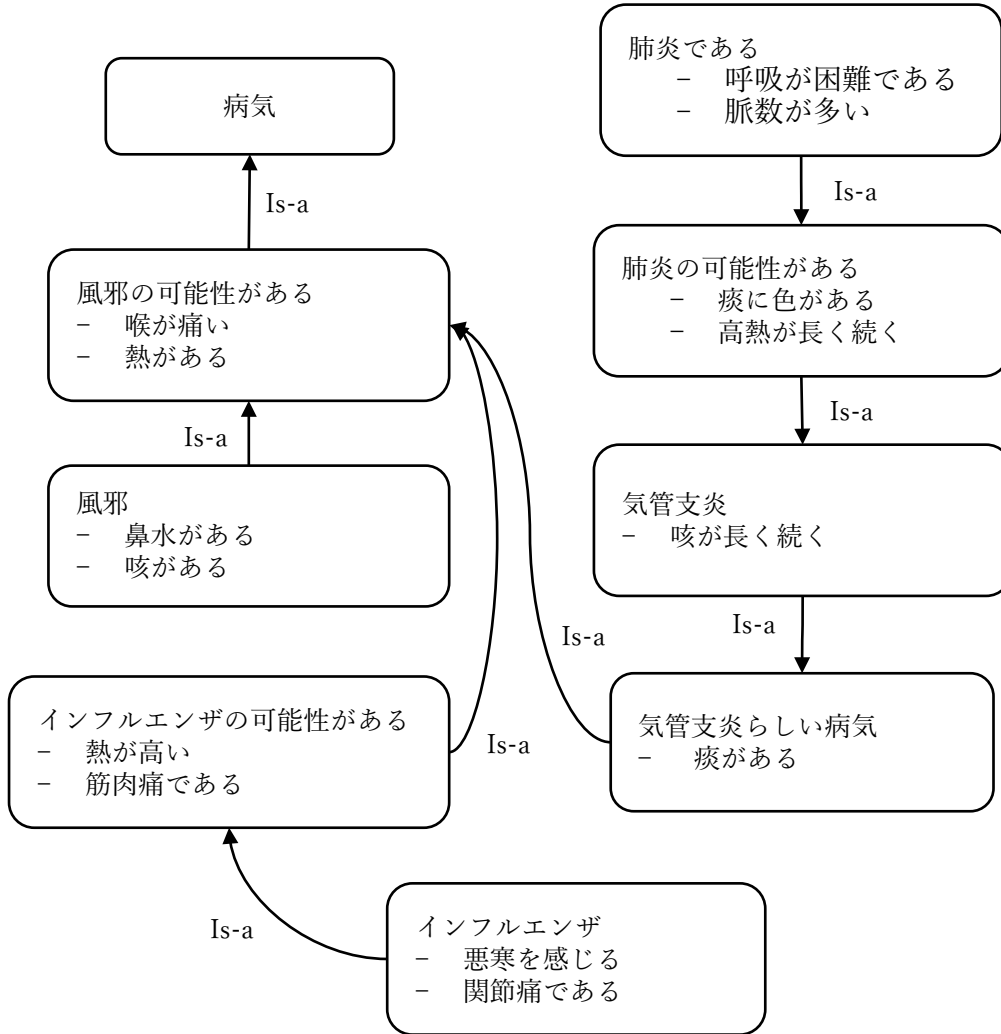 病気
Is-a
風邪の可能性がある
－ 喉が痛い
－ 熱がある
Is-a
風邪
－ 鼻水がある
－ 咳がある
インフルエンザの可能性がある
－ 熱が高い
－ 筋肉痛である
Is-a
Is-a
インフルエンザ
－ 悪寒を感じる
－ 関節痛である
肺炎である
－ 呼吸が困難である
－ 脈数が多い
Is-a
肺炎の可能性がある
－ 痰に色がある
－ 高熱が長く続く
Is-a
気管支炎
－ 咳が長く続く
Is-a
Is-a
気管支炎らしい病気
－ 痰がある